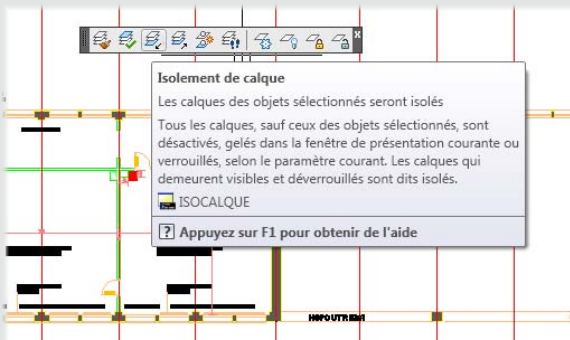 Isolement de calque
Les calques des objets sélectionnés seront isolés
Tous les calques, sauf ceux des objets sélectionnés, sont
désactivés, gelés dans la fenêtre de présentation courante ou
verrouillés, selon le paramètre courant. Les calques qui
demeurent visibles et déverrouillés sont dits isolés.
ISOCALQUE
? Appuyez sur F1 pour obtenir de l'aide